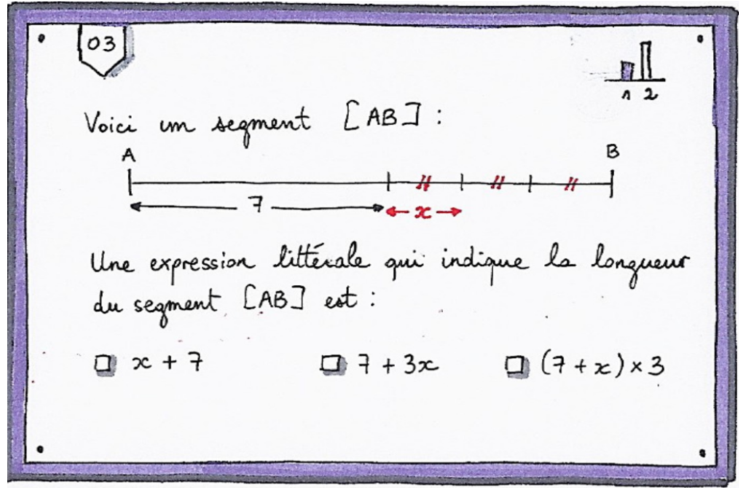 03
1 2
Voici un segment [AB] :
A B
7 x
Une expression littérale qui indique la longueur
du segment [AB] est :
x + 7 7 + 3x (7 + x) × 3